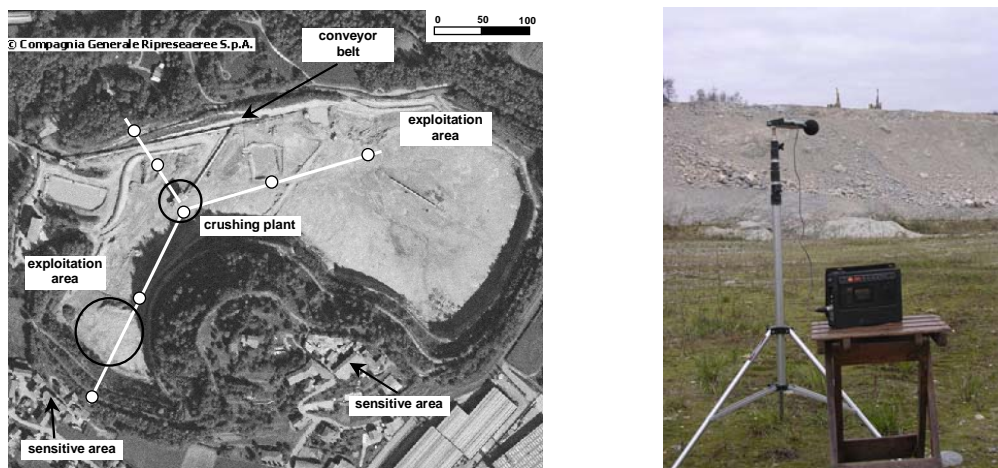 © Compagnia Generale Ripreseaeree S.p.A.
0 50 100
conveyor
belt
exploitation
area
crushing plant
exploitation
area
sensitive area
sensitive area